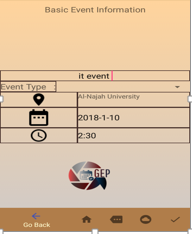 Basic Event Information
it event
Event Type :
Al-Najah University
2018-1-10
2:30
GEP
Go Back